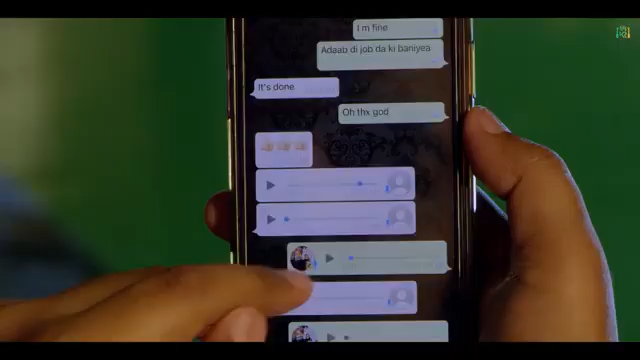 I m fine
Adaab di job da ki baniyea
It's done
Oh thx god